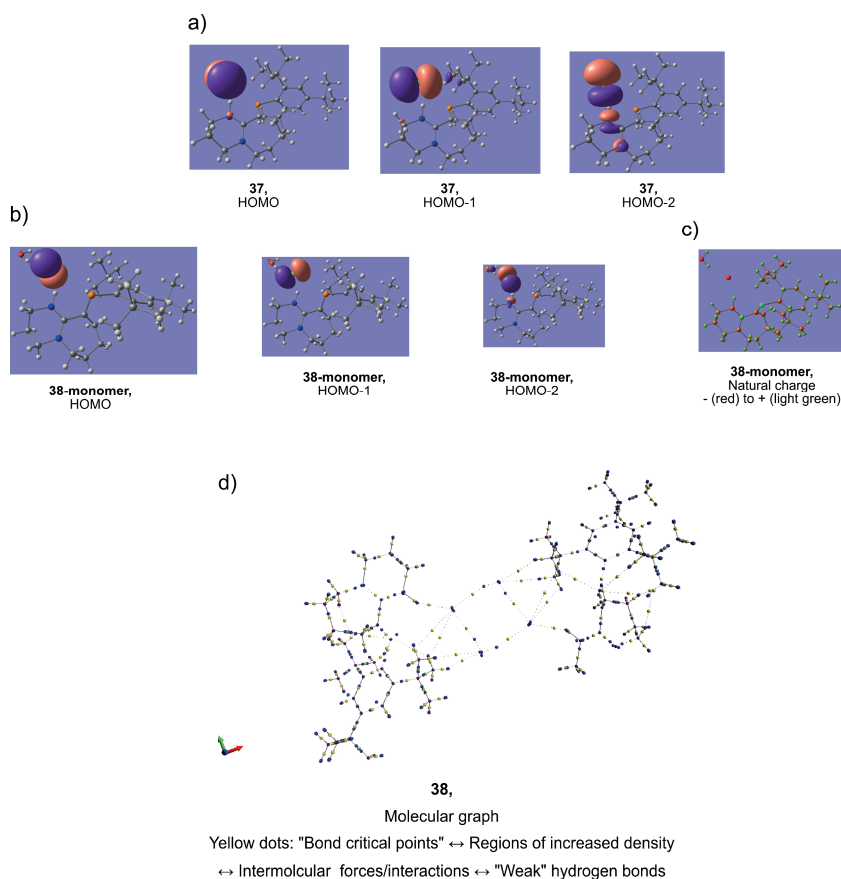 a)
37,
HOMO
37,
HOMO-1
37,
HOMO-2
b)
c)
38-monomer,
HOMO
38-monomer,
HOMO-1
38-monomer,
HOMO-2
38-monomer,
Natural charge
- (red) to + (light green)
d)
38,
Molecular graph
Yellow dots: "Bond critical points" ↔ Regions of increased density
↔ Intermolcular forces/interactions ↔ "Weak" hydrogen bonds